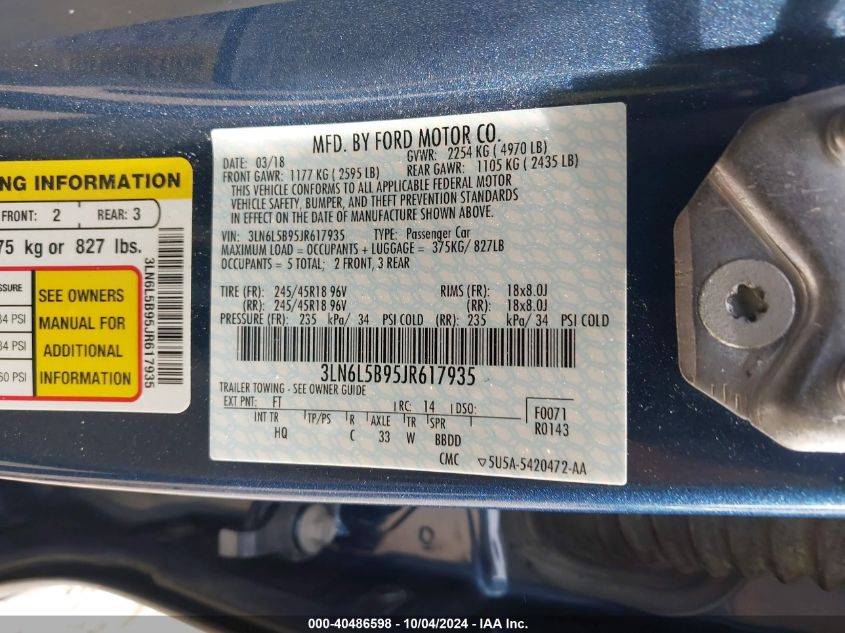 NG INFORMATION
FRONT: 2 REAR: 3
75 kg or 827 lbs.
SSURE
34 PSI
34 PSI
60 PSI
SEE OWNERS
MANUAL FOR
ADDITIONAL
INFORMATION
3LN6L5B95JR617935
MFD. BY FORD MOTOR CO.
DATE: 03/18 GVWR: 2254 KG ( 4970 LB)
FRONT GAWR: 1177 KG ( 2595 LB) REAR GAWR: 1105 KG ( 2435 LB)
THIS VEHICLE CONFORMS TO ALL APPLICABLE FEDERAL MOTOR
VEHICLE SAFETY, BUMPER, AND THEFT PREVENTION STANDARDS
IN EFFECT ON THE DATE OF MANUFACTURE SHOWN ABOVE.
VIN: 3LN6L5B95JR617935 TYPE: Passenger Car
MAXIMUM LOAD = OCCUPANTS + LUGGAGE = 375KG/ 827LB
OCCUPANTS = 5 TOTAL; 2 FRONT, 3 REAR
TIRE (FR): 245/45R18 96V RIMS (FR): 18x8.0J
(RR): 245/45R18 96V (RR): 18x8.0J
PRESSURE (FR): 235 kPa/ 34 PSI COLD (RR): 235 kPa/ 34 PSI COLD
3LN6L5B95JR617935
TRAILER TOWING - SEE OWNER GUIDE
EXT PNT: FT RC: 14 DSO: F0071
INT TR TP/PS R AXLE TR SPR R0143
HQ C 33 W BBDD
CMC ▽5U5A-5420472-AA
000-40486598 - 10/04/2024 - IAA Inc.